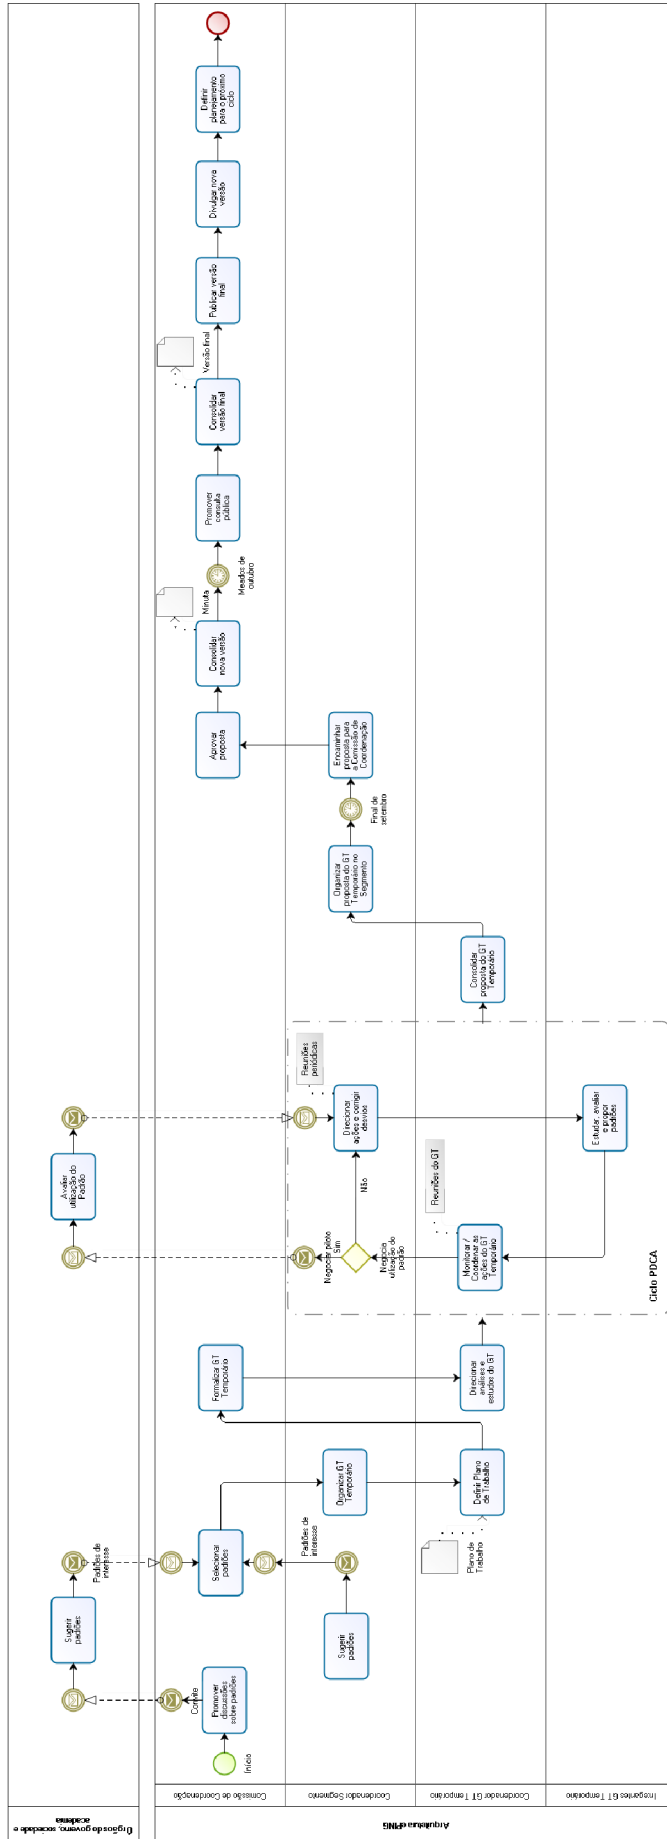 Órgãos do governo, sociedade e
academia
Arquitetura ePING
Comissão de Coordenação
Coordenador Segmento
Coordenador GT Temporário
Integantes GT Temporário
Início
Promover
discussões
sobre padrões
Convite
Sugerir
padrões
Padrões de
interesse
Selecionar
padrões
Sugerir
padrões
Padrões de
interesse
Organizar GT
Temporário
Definir Plano
de Trabalho
Plano de
Trabalho
Formalizar GT
Temporário
Direcionar
análises e
estudos do GT
Ciclo PDCA
Monitorar /
Coordenar as
ações do GT
Temporário
Reuniões do GT
Negocia
utilização do
padrão
Sim
Negociar piloto
Não
Avaliar
utilização do
Padrão
Direcionar
ações e corrigir
desvios
Reuniões
periódicas
Estudar, avaliar
e propor
padrões
Consolidar
proposta do GT
Temporário
Organizar
proposta do GT
Temporário no
Segmento
Final de
setembro
Encaminhar
proposta para
a Comissão de
Coordenação
Aprovar
proposta
Consolidar
nova versão
Minuta
Meados de
outubro
Promover
consulta
pública
Consolidar
versão final
Versão final
Publicar versão
final
Divulgar nova
versão
Definir
planejamento
para o próximo
ciclo